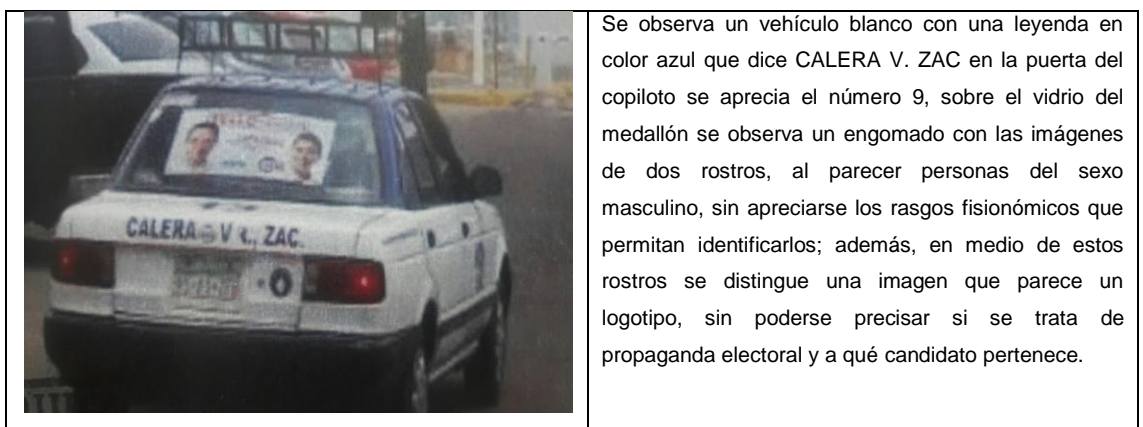 CALERA V
ZAC.
Se observa un vehículo blanco con una leyenda en
color azul que dice CALERA V. ZAC en la puerta del
copiloto se aprecia el número 9, sobre el vidrio del
medallón se observa un engomado con las imágenes
de dos rostros, al parecer personas del sexo
masculino, sin apreciarse los rasgos fisionómicos que
permitan identificarlos; además, en medio de estos
rostros se distingue una imagen que parece un
logotipo, sin poderse precisar si se trata de
propaganda electoral y a qué candidato pertenece.